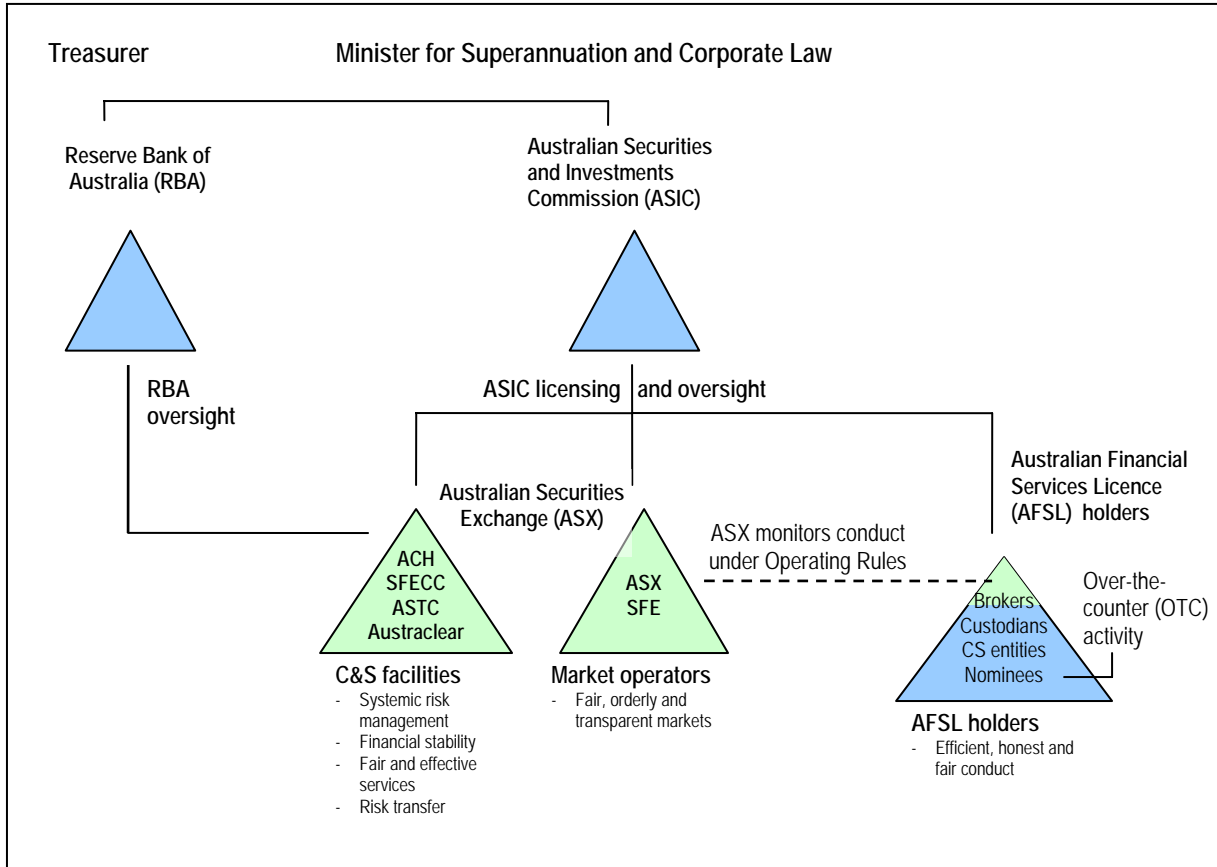 Treasurer
Minister for Superannuation and Corporate Law
Reserve Bank of
Australia (RBA)
Australian Securities
and Investments
Commission (ASIC)
RBA
oversight
ASIC licensing and oversight
Australian Securities
Exchange (ASX)
Australian Financial
Services Licence
(AFSL) holders
ACH
SFECC
ASTC
Austraclear
ASX
SFE
ASX monitors conduct
under Operating Rules
Brokers
Custodians
CS entities
Nominees
Over-the-
counter (OTC)
activity
C&S facilities
- Systemic risk
management
- Financial stability
- Fair and effective
services
- Risk transfer
Market operators
- Fair, orderly and
transparent markets
AFSL holders
- Efficient, honest and
fair conduct